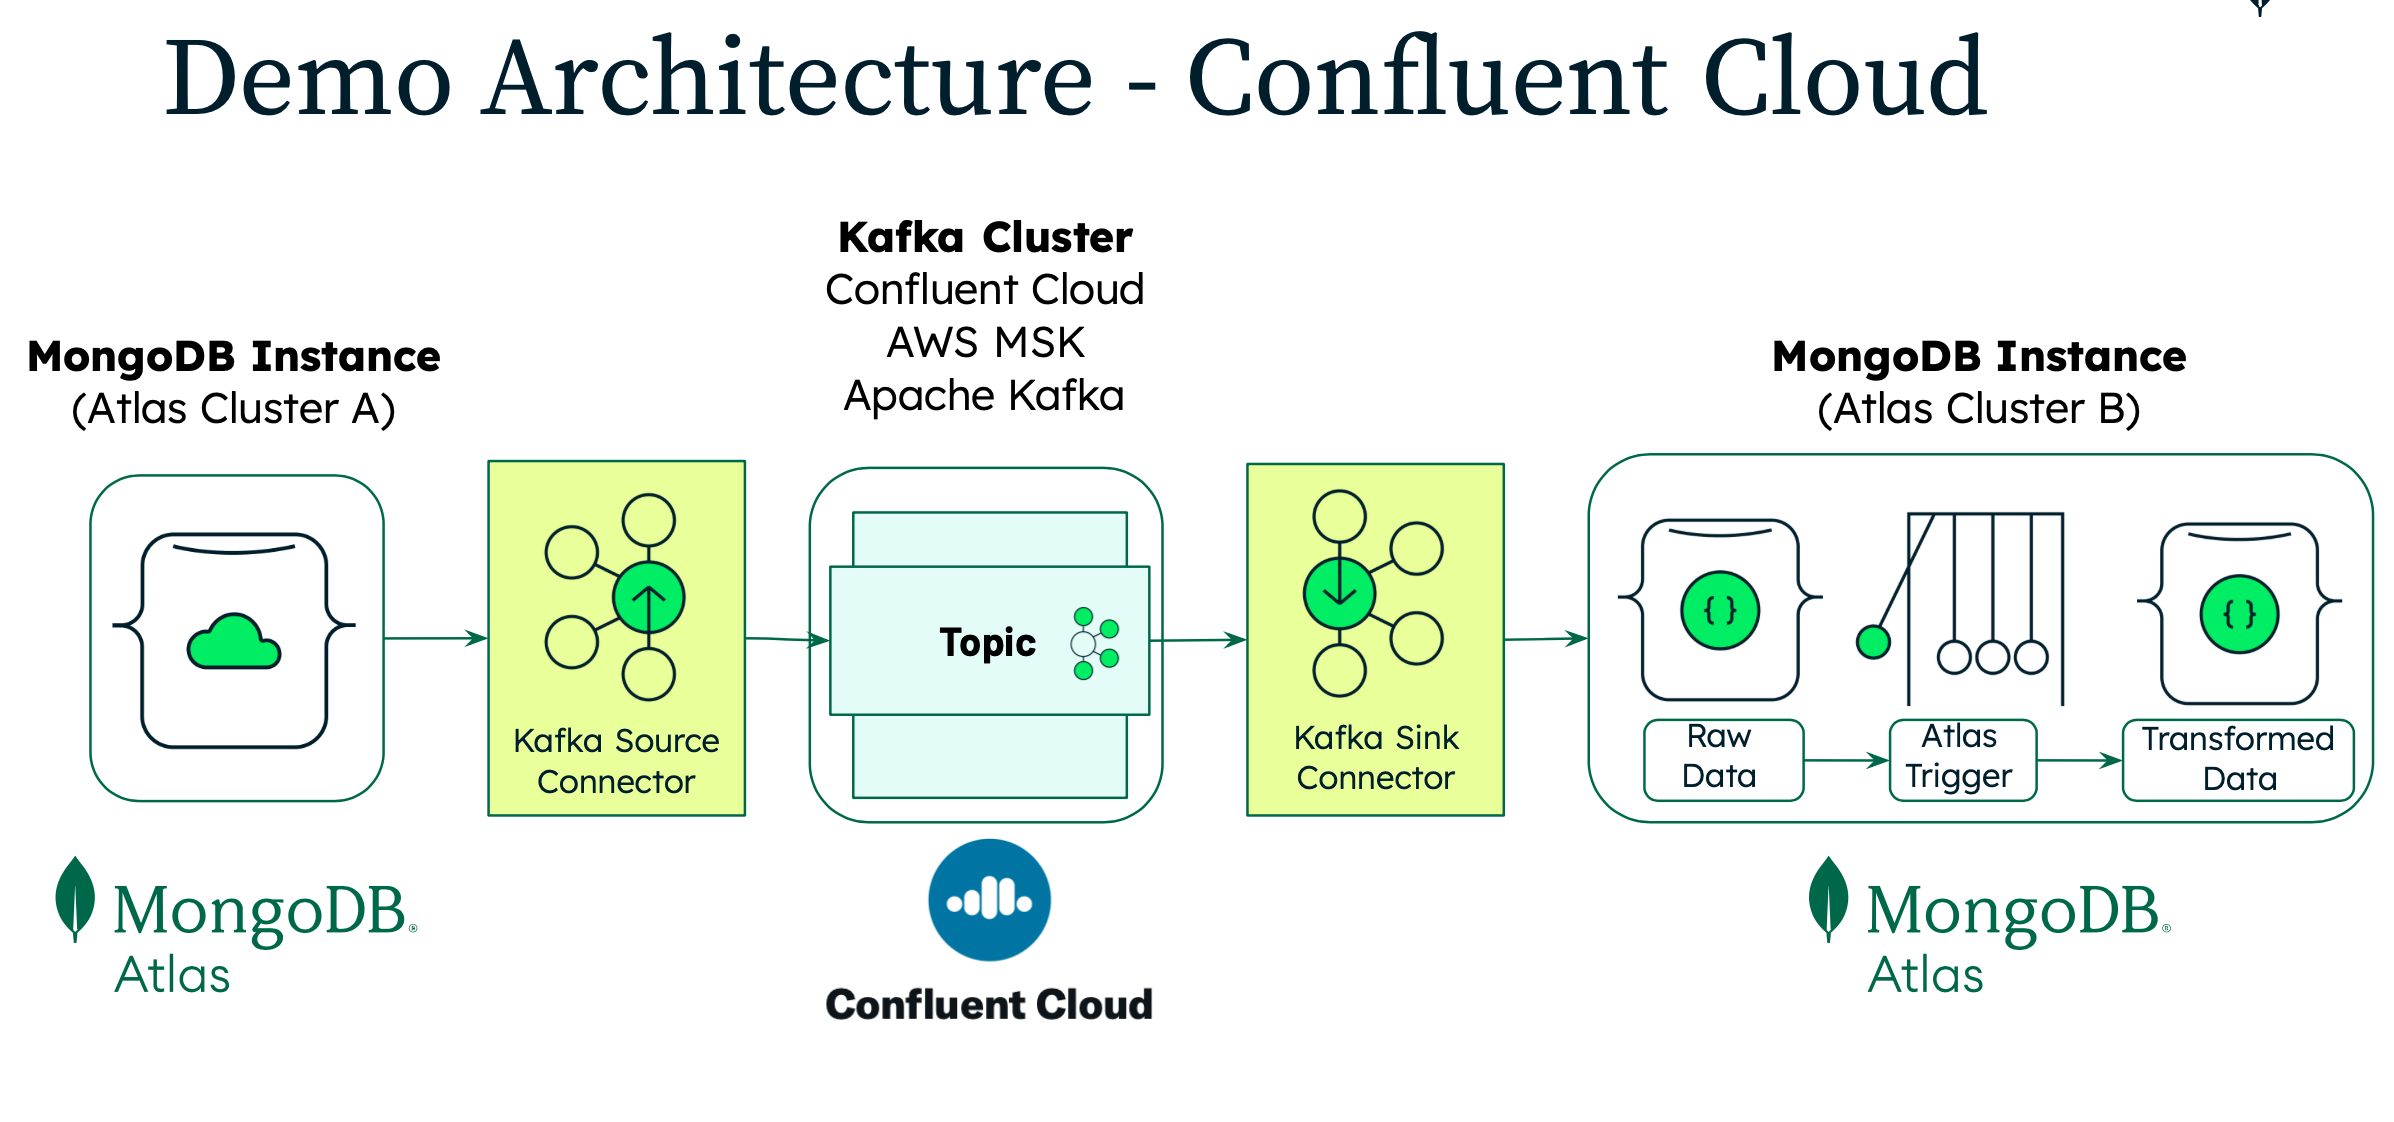 Demo Architecture - Confluent Cloud
Kafka Cluster
Confluent Cloud
AWS MSK
Apache Kafka
MongoDB Instance
(Atlas Cluster A)
MongoDB Instance
(Atlas Cluster B)
Kafka Source
Connector
Topic
Kafka Sink
Connector
{ }
{ }
Raw
Data
Atlas
Trigger
Transformed
Data
MongoDB®
Atlas
Confluent Cloud
MongoDB®
Atlas